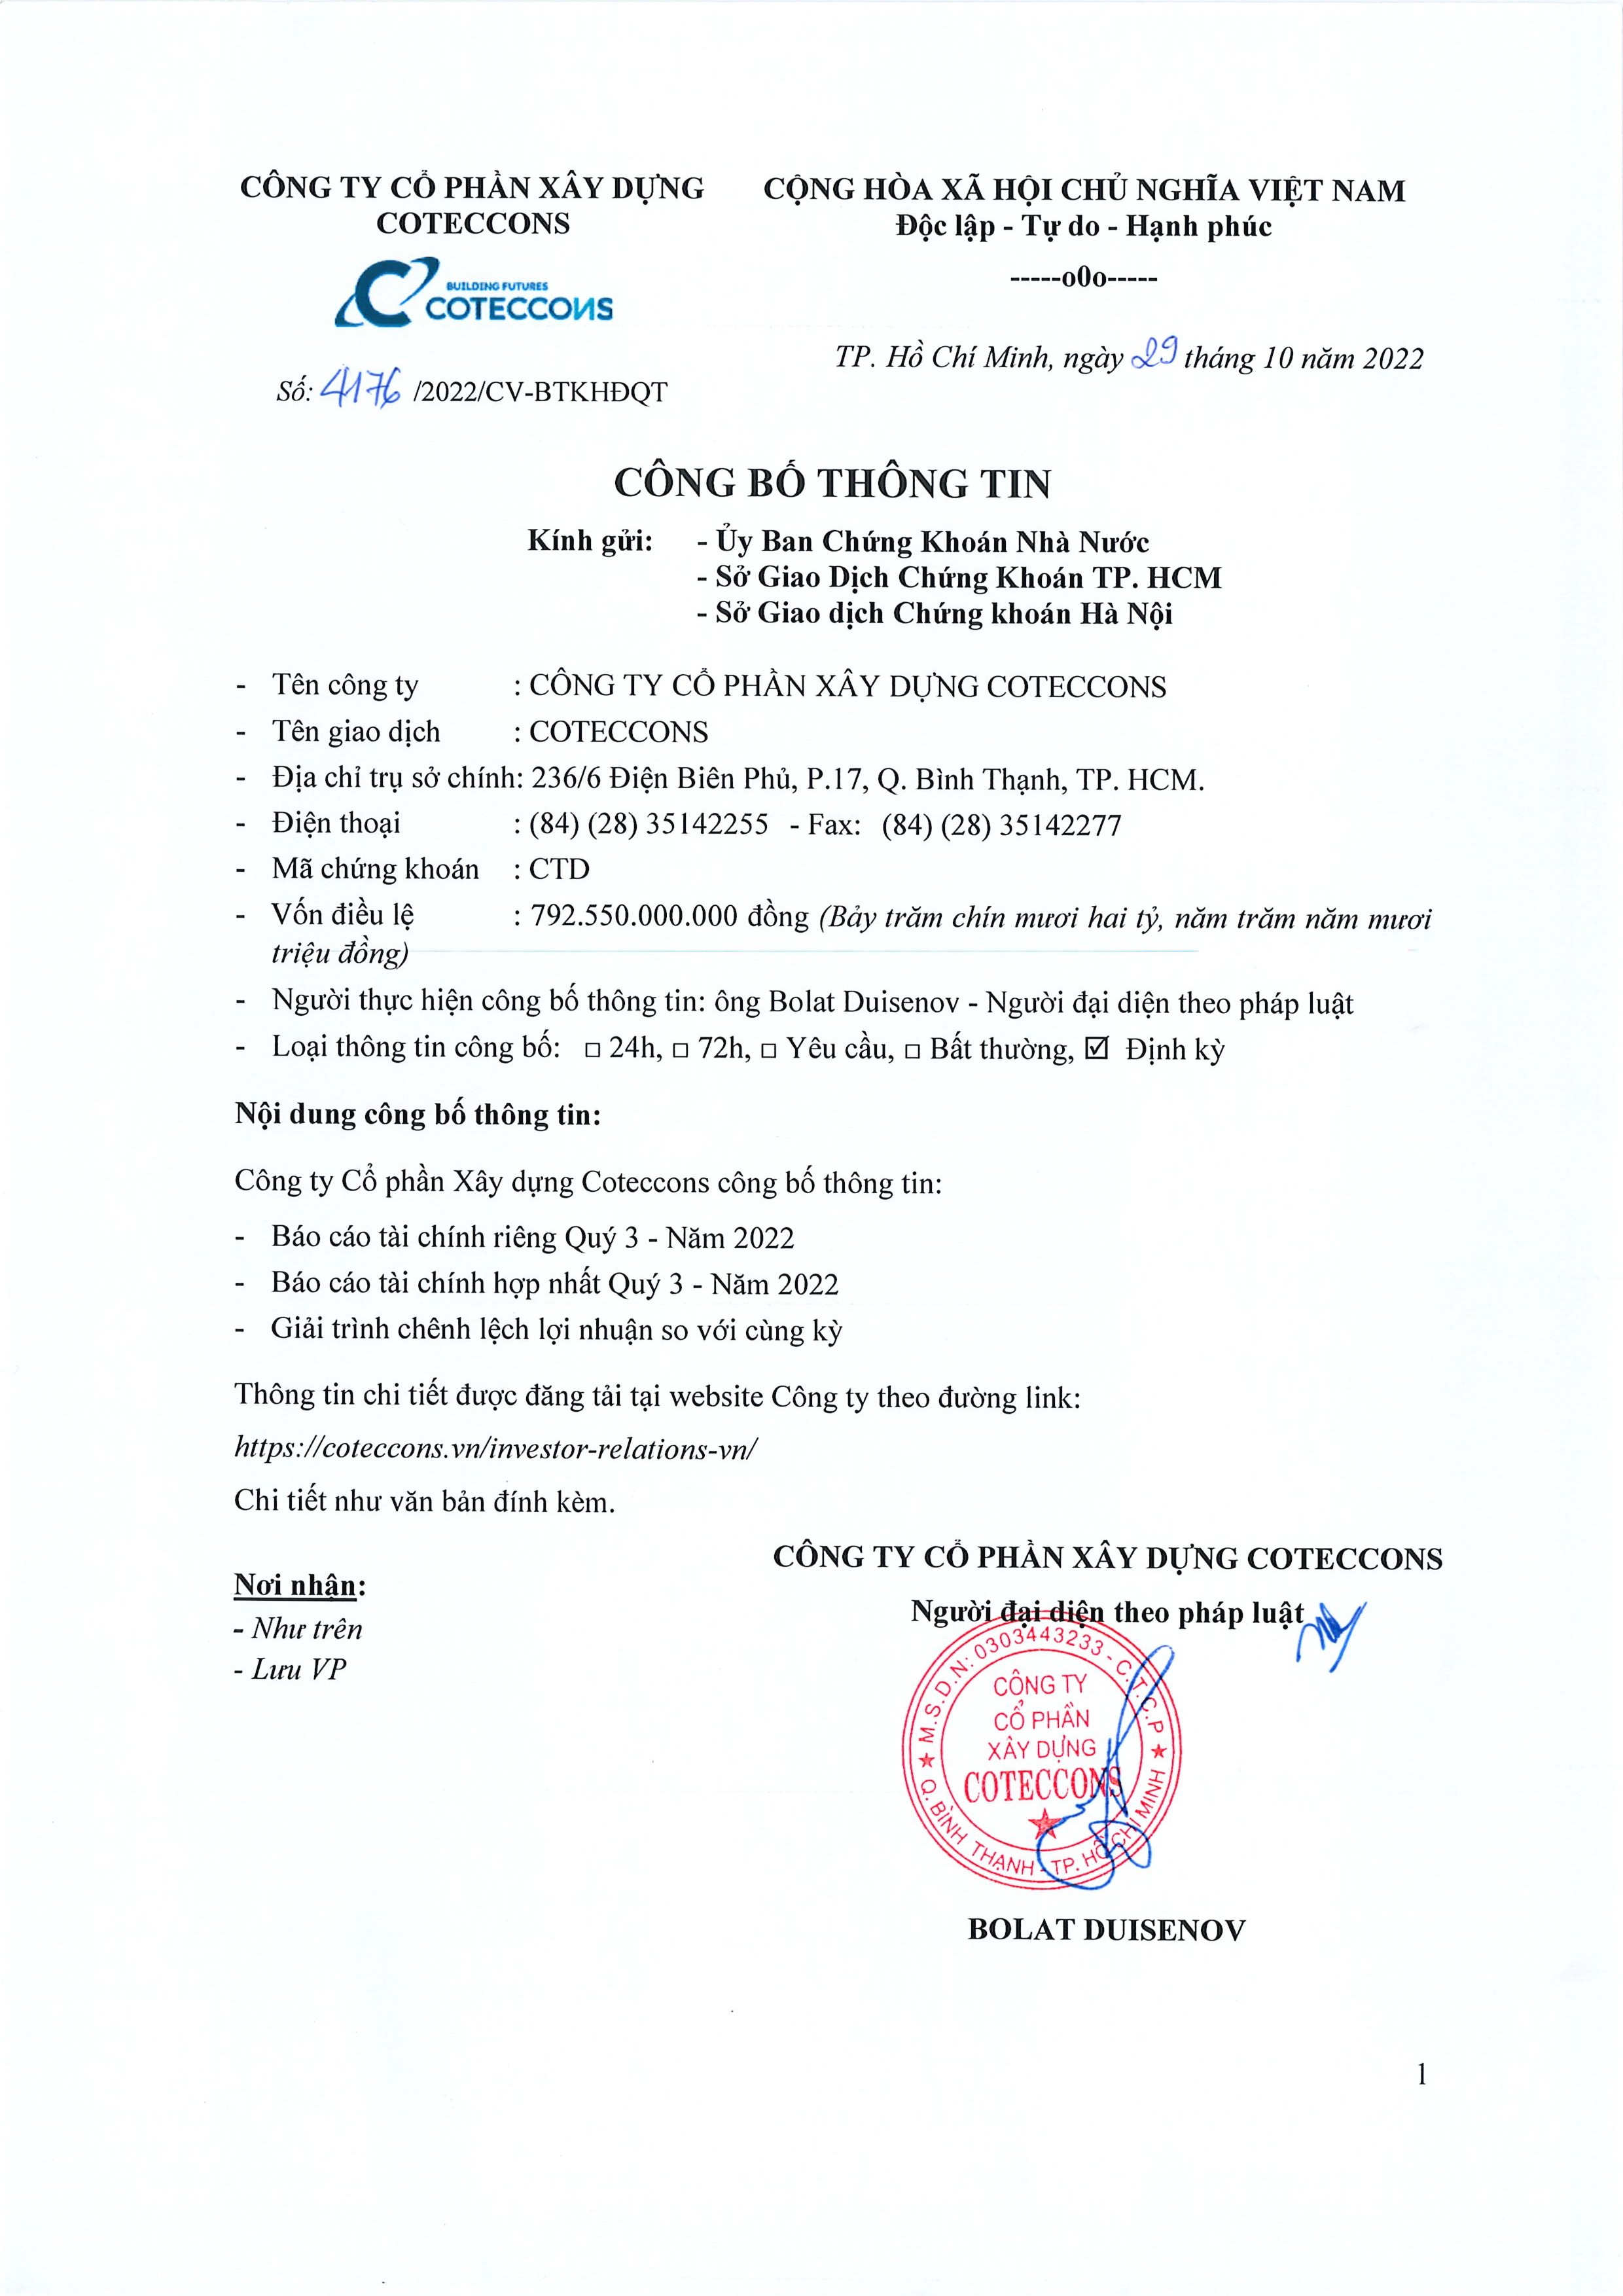 CÔNG TY CỔ PHẦN XÂY DỰNG
COTECCONS
BUILDING FUTURES
COTECCONS
Số: 4176 /2022/CV-BTKHĐQT
CỘNG HÒA XÃ HỘI CHỦ NGHĨA VIỆT NAM
Độc lập - Tự do - Hạnh phúc
-----o0o-----
TP. Hồ Chí Minh, ngày 29 tháng 10 năm 2022
CÔNG BỐ THÔNG TIN
Kính gửi: - Ủy Ban Chứng Khoán Nhà Nước
- Sở Giao Dịch Chứng Khoán TP. HCM
- Sở Giao dịch Chứng khoán Hà Nội
- Tên công ty : CÔNG TY CỔ PHẦN XÂY DỰNG COTECCONS
- Tên giao dịch : COTECCONS
- Địa chỉ trụ sở chính: 236/6 Điện Biên Phủ, P.17, Q. Bình Thạnh, TP. HCM.
- Điện thoại : (84) (28) 35142255 - Fax: (84) (28) 35142277
- Mã chứng khoán : CTD
- Vốn điều lệ : 792.550.000.000 đồng (Bảy trăm chín mươi hai tỷ, năm trăm năm mươi
triệu đồng)
- Người thực hiện công bố thông tin: ông Bolat Duisenov - Người đại diện theo pháp luật
- Loại thông tin công bố: □ 24h, □ 72h, □ Yêu cầu, □ Bất thường, ☑ Định kỳ
Nội dung công bố thông tin:
Công ty Cổ phần Xây dựng Coteccons công bố thông tin:
- Báo cáo tài chính riêng Quý 3 - Năm 2022
- Báo cáo tài chính hợp nhất Quý 3 - Năm 2022
- Giải trình chênh lệch lợi nhuận so với cùng kỳ
Thông tin chi tiết được đăng tải tại website Công ty theo đường link:
https://coteccons.vn/investor-relations-vn/
Chi tiết như văn bản đính kèm.
Nơi nhận:
- Như trên
- Lưu VP
CÔNG TY CỔ PHẦN XÂY DỰNG COTECCONS
Người đại diện theo pháp luật
M.S.D.N: 0303443233 - C.T.C.P
CÔNG TY
CỔ PHẦN
XÂY DỰNG
COTECCONS
Q. BÌNH THẠNH - TP. HỒ CHÍ MINH
BOLAT DUISENOV
1